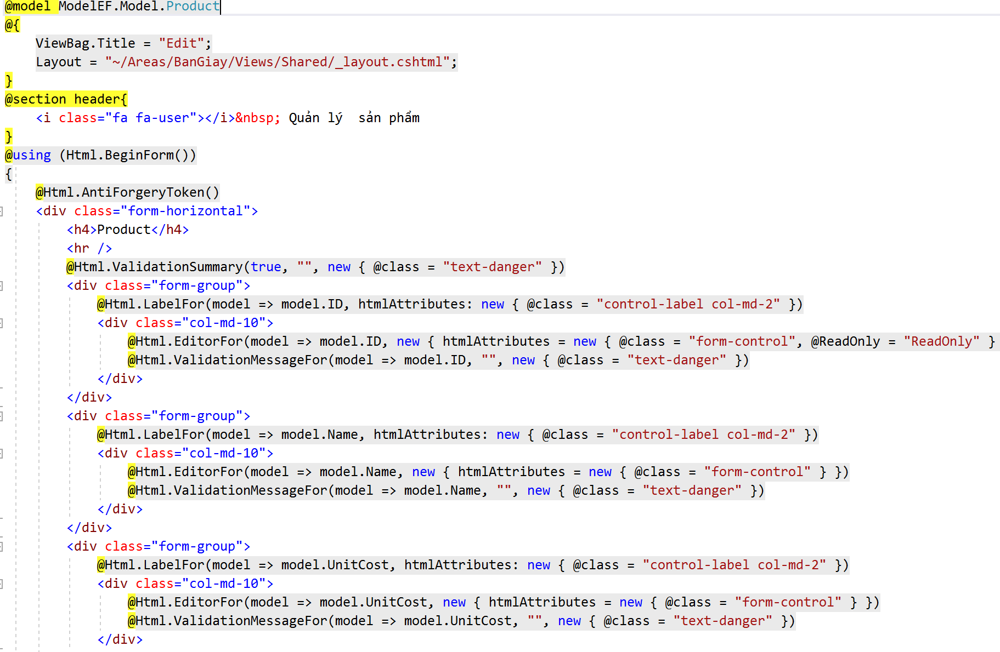 @model ModelEF.Model.Product
@{
    ViewBag.Title = "Edit";
    Layout = "~/Areas/BanGiay/Views/Shared/_layout.cshtml";
}
@section header{
    <i class="fa fa-user"></i>&nbsp; Quản lý  sản phẩm
}
@using (Html.BeginForm())
{
    @Html.AntiForgeryToken()
    <div class="form-horizontal">
        <h4>Product</h4>
        <hr />
        @Html.ValidationSummary(true, "", new { @class = "text-danger" })
        <div class="form-group">
            @Html.LabelFor(model => model.ID, htmlAttributes: new { @class = "control-label col-md-2" })
            <div class="col-md-10">
                @Html.EditorFor(model => model.ID, new { htmlAttributes = new { @class = "form-control", @ReadOnly = "ReadOnly" }
                @Html.ValidationMessageFor(model => model.ID, "", new { @class = "text-danger" })
            </div>
        </div>
        <div class="form-group">
            @Html.LabelFor(model => model.Name, htmlAttributes: new { @class = "control-label col-md-2" })
            <div class="col-md-10">
                @Html.EditorFor(model => model.Name, new { htmlAttributes = new { @class = "form-control" } })
                @Html.ValidationMessageFor(model => model.Name, "", new { @class = "text-danger" })
            </div>
        </div>
        <div class="form-group">
            @Html.LabelFor(model => model.UnitCost, htmlAttributes: new { @class = "control-label col-md-2" })
            <div class="col-md-10">
                @Html.EditorFor(model => model.UnitCost, new { htmlAttributes = new { @class = "form-control" } })
                @Html.ValidationMessageFor(model => model.UnitCost, "", new { @class = "text-danger" })
            </div>